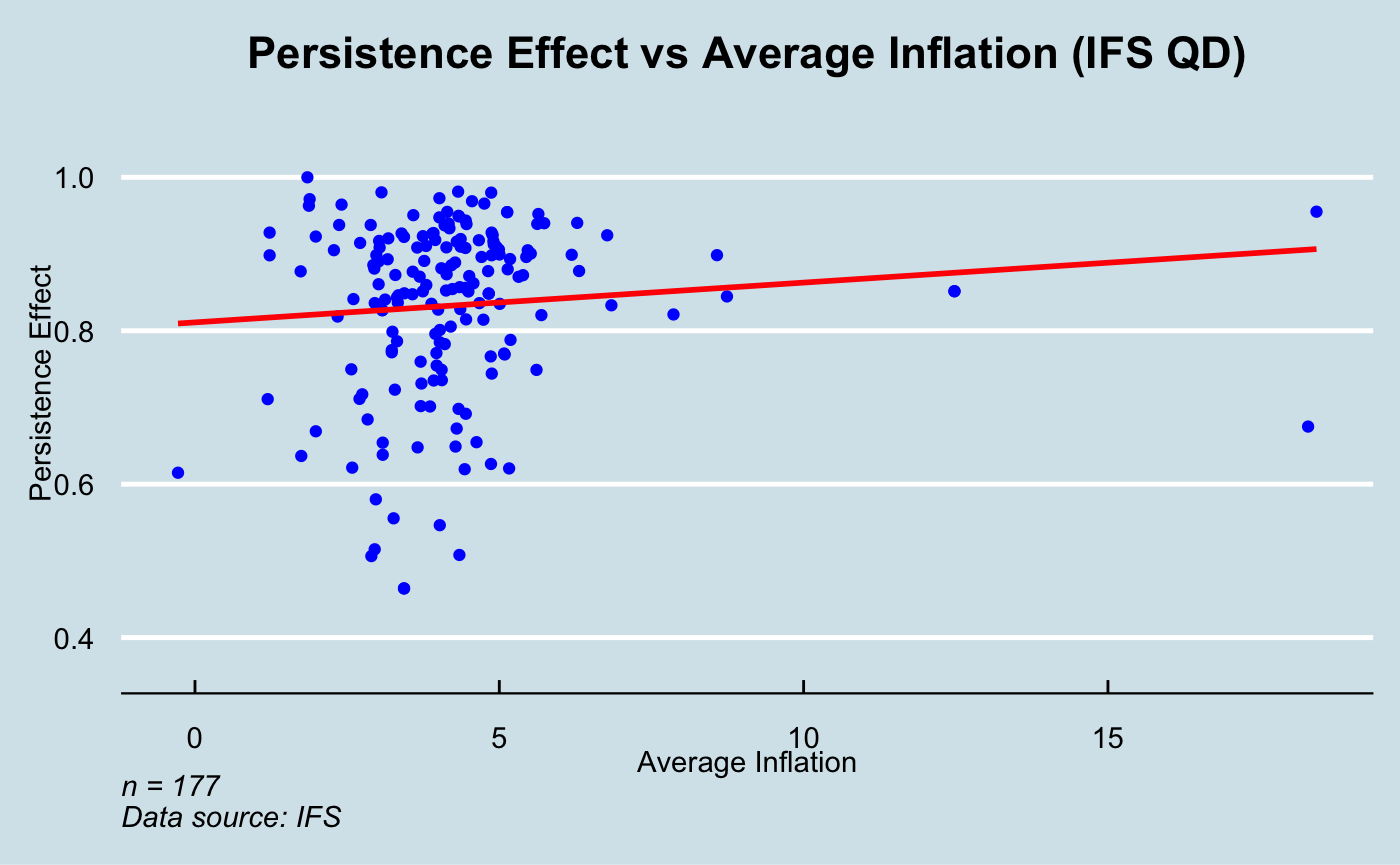 Persistence Effect vs Average Inflation (IFS QD)
Persistence Effect
1.0
0.8
0.6
0.4
0 5 10 15
Average Inflation
n = 177
Data source: IFS